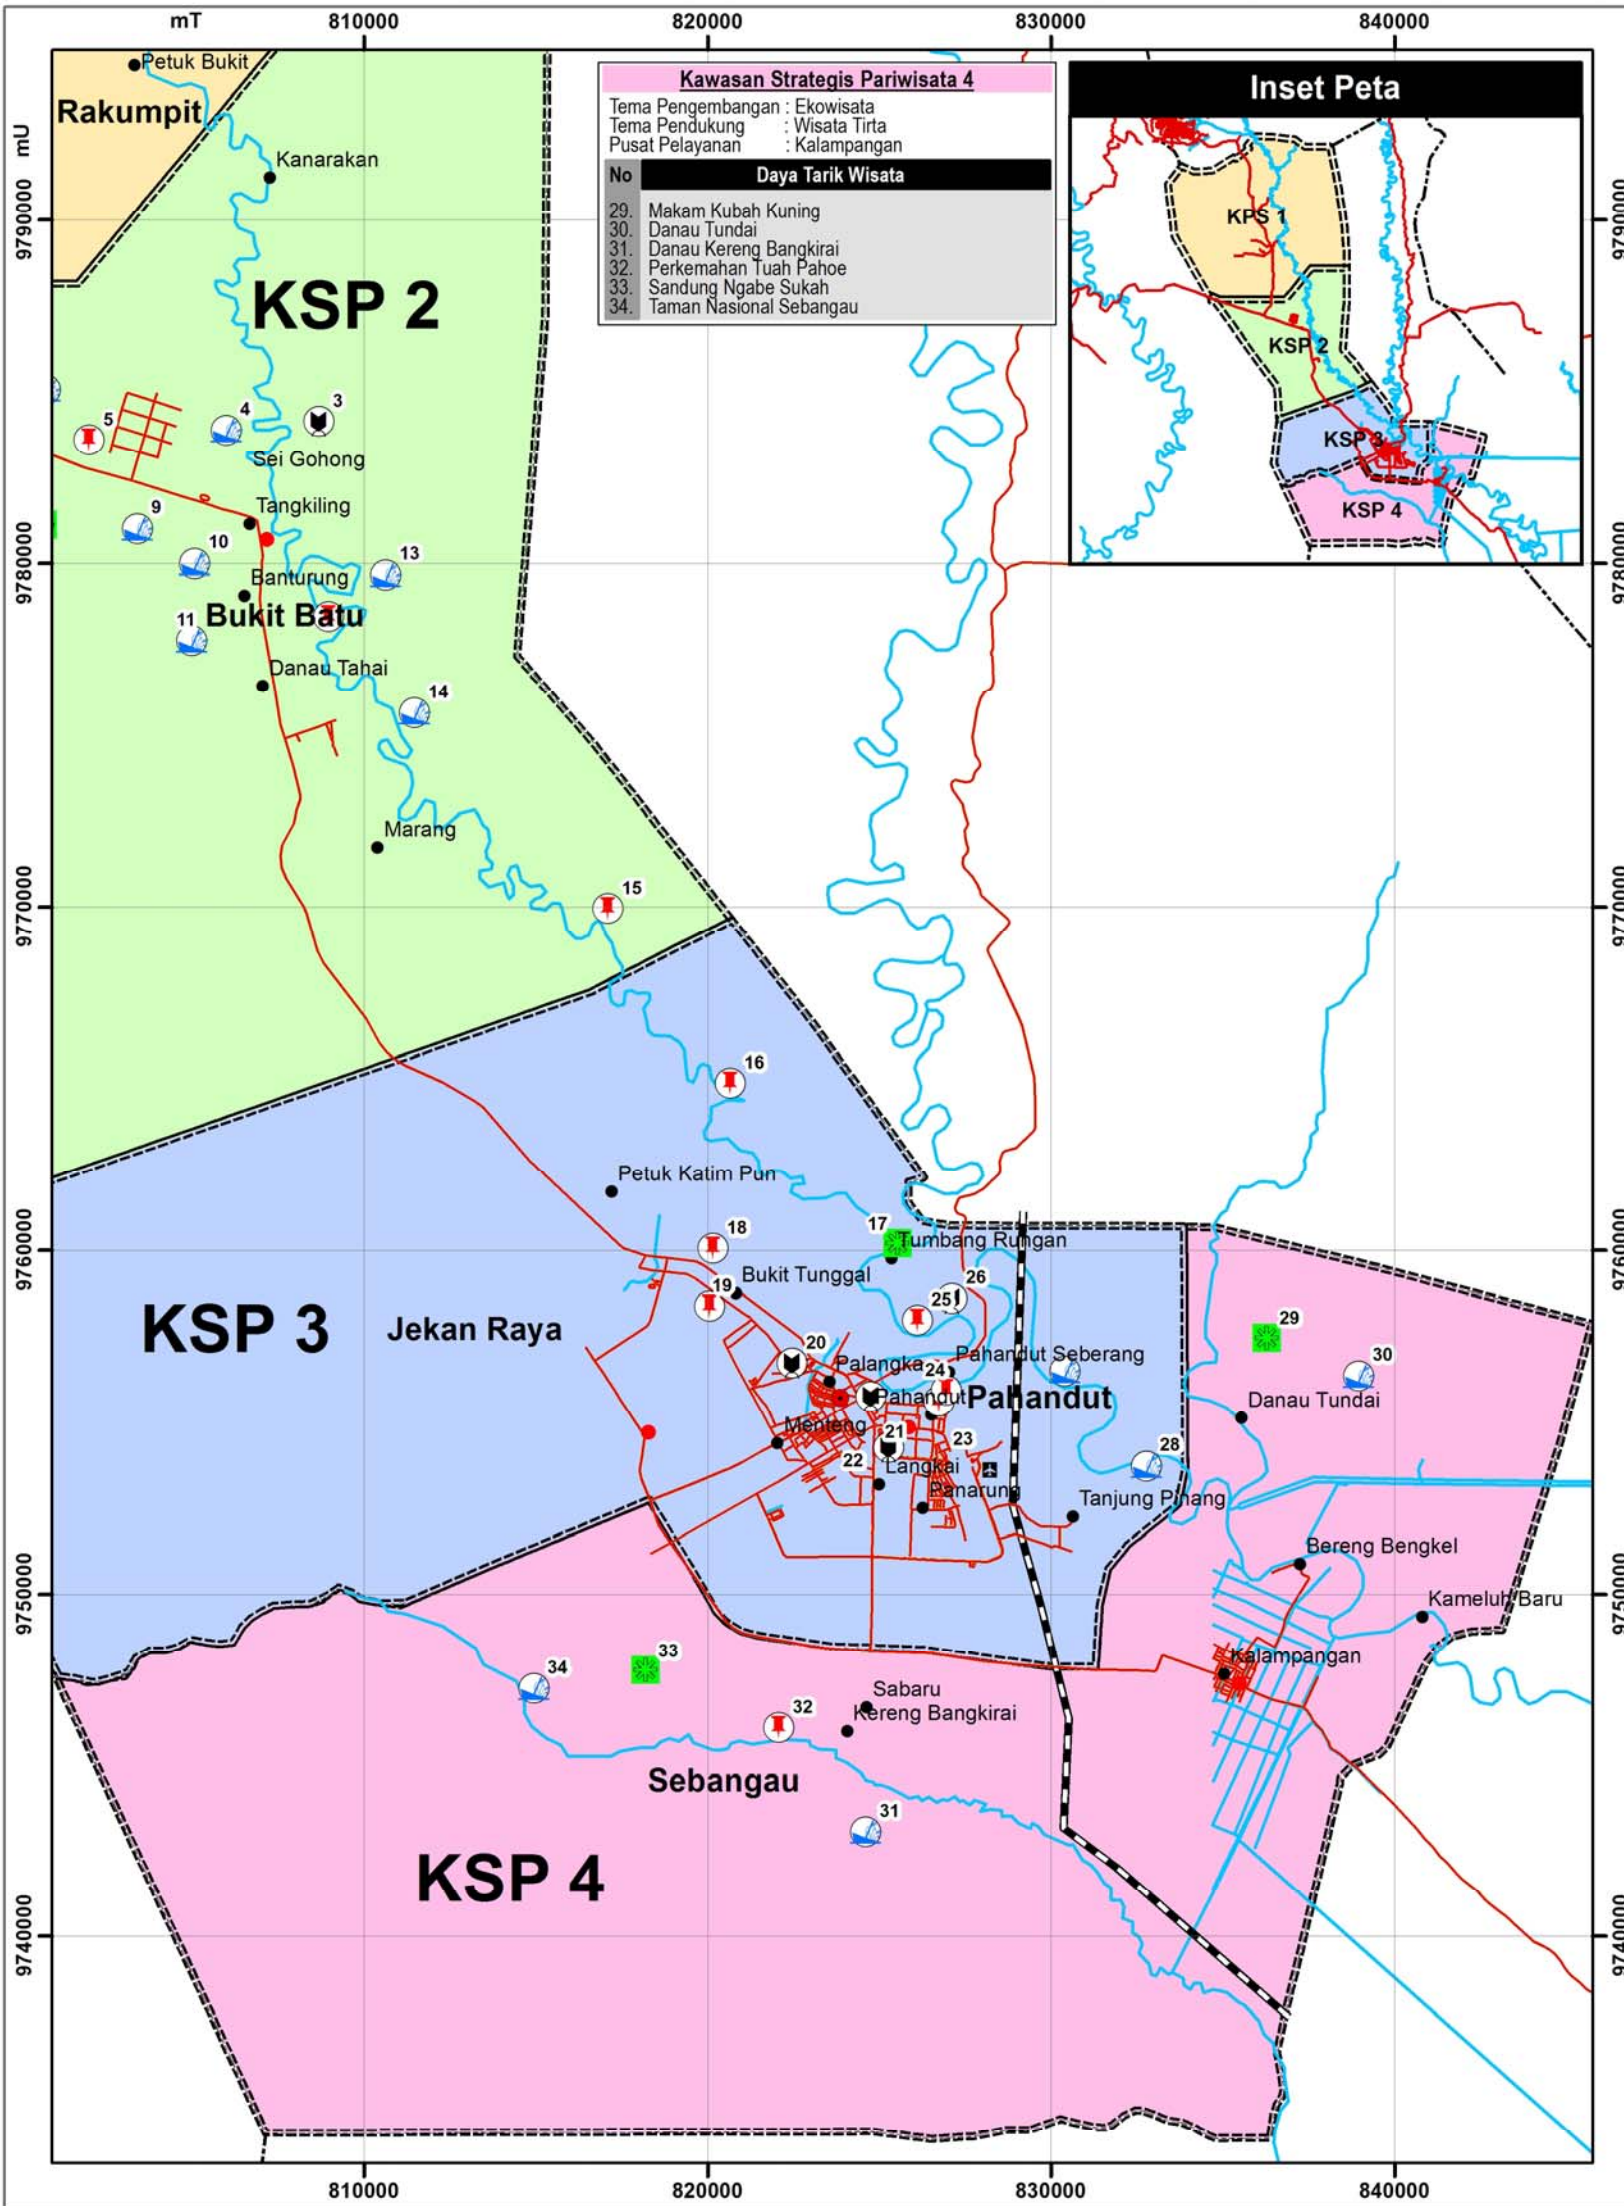 mT 810000 820000 830000 840000
mU
9790000
9780000
9770000
9760000
9750000
9740000
Kawasan Strategis Pariwisata 4
Tema Pengembangan : Ekowisata
Tema Pendukung : Wisata Tirta
Pusat Pelayanan : Kalampangan
No Daya Tarik Wisata
29. Makam Kubah Kuning
30. Danau Tundai
31. Danau Kereng Bangkirai
32. Perkemahan Tuah Pahoe
33. Sandung Ngabe Sukah
34. Taman Nasional Sebangau
Inset Peta
KPS 1
KSP 2
KSP 3
KSP 4
Petuk Bukit
Rakumpit
Kanarakan
KSP 2
5
4
3
Sei Gohong
Tangkiling
9
10
13
Banturung
Bukit Batu
11
Danau Tahai
14
Marang
15
16
Petuk Katim Pun
18
17
Tumbang Rungan
19
Bukit Tunggal
26
25
KSP 3
Jekan Raya
20
Palangka
24
Pahandut Seberang
Pahandut
Pahandut
Menteng
21
23
22
Langkai
Panarung
28
Tanjung Pinang
29
30
Danau Tundai
Bereng Bengkel
Kameluh Baru
Kalampangan
34
33
32
Sabaru
Kereng Bangkirai
Sebangau
31
KSP 4
9790000
9780000
9770000
9760000
9750000
9740000
810000 820000 830000 840000